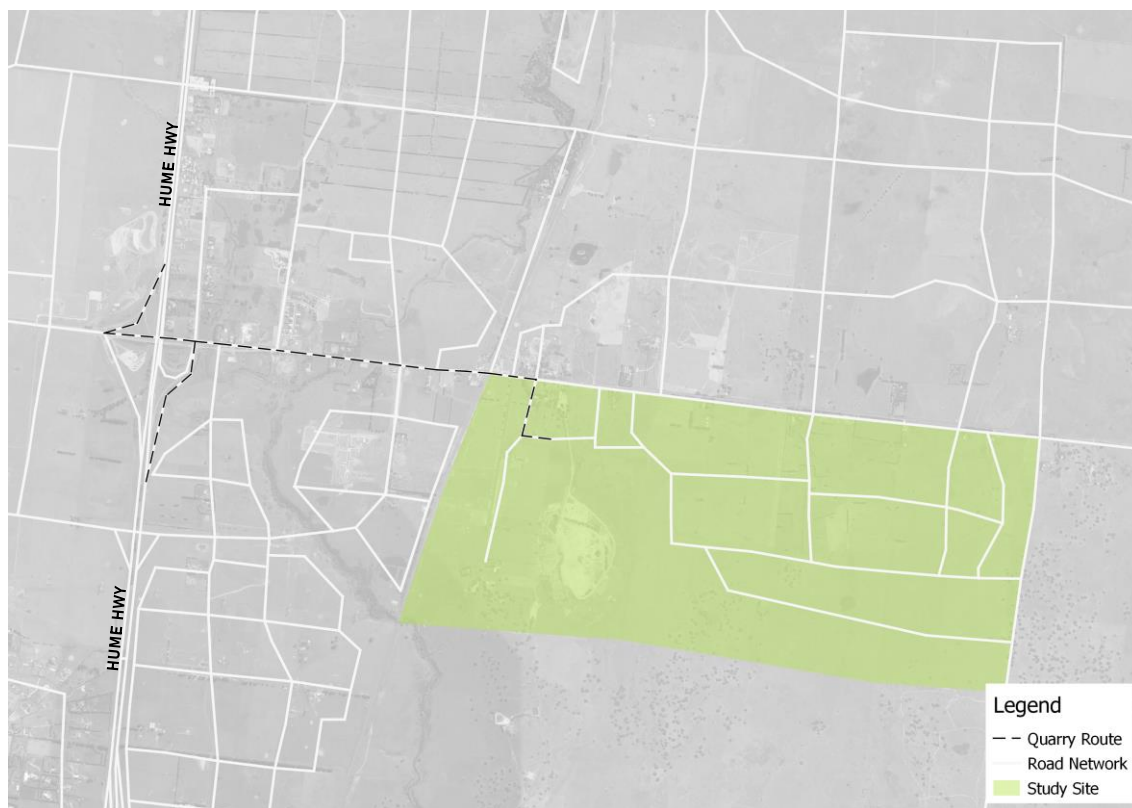 HUME HWY
HUME HWY
Legend
Quarry Route
Road Network
Study Site